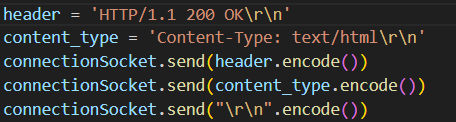 header = 'HTTP/1.1 200 OK\r\n'
content_type = 'Content-Type: text/html\r\n'
connectionSocket.send(header.encode())
connectionSocket.send(content_type.encode())
connectionSocket.send("\r\n".encode())